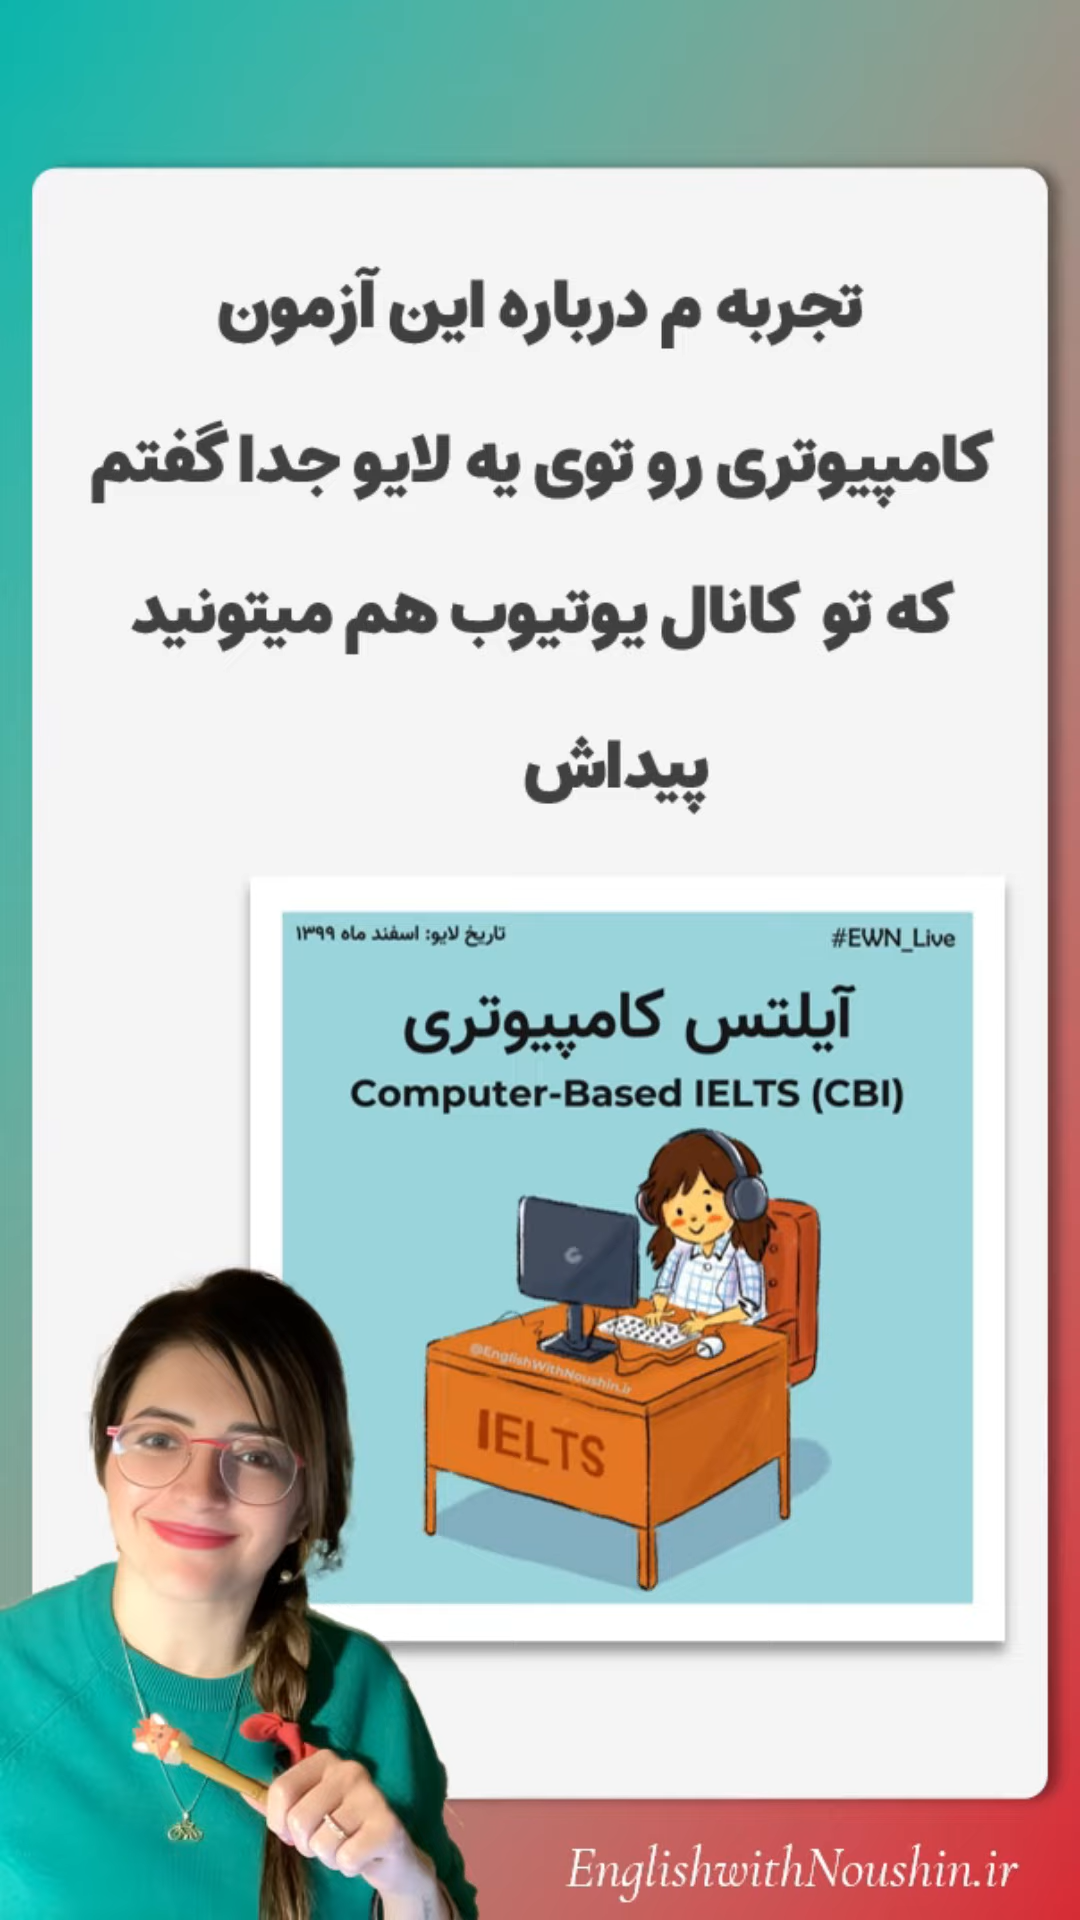 تجربه م درباره این آزمون
کامپیوتری رو توی یه لایو جدا گفتم
که تو کانال یوتیوب هم میتونید
پیداش
تاریخ لایو: اسفند ماه ۱۳۹۹
#EWN_Live
آیلتس کامپیوتری
Computer-Based IELTS (CBI)
@EnglishWithNoushin.ir
IELTS
EnglishwithNoushin.ir